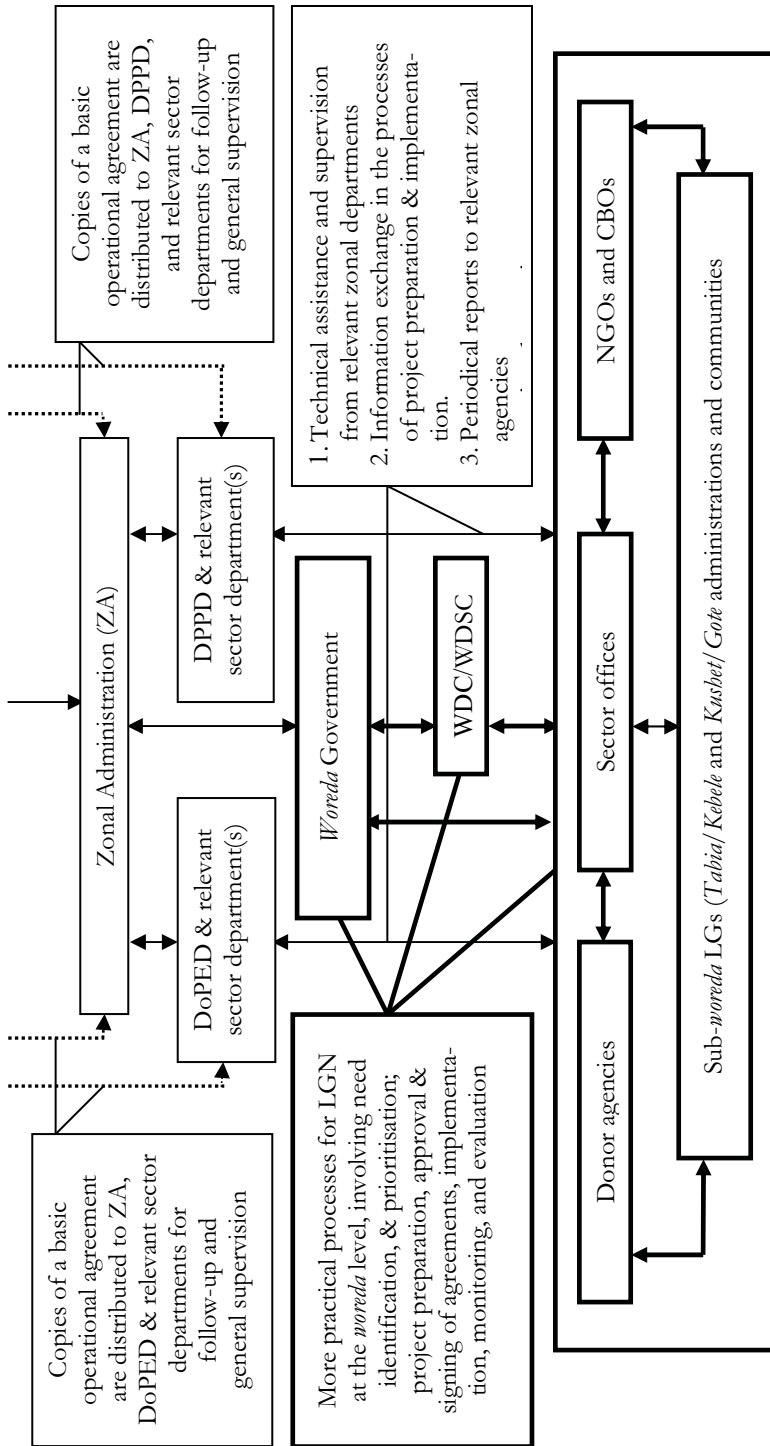 Copies of a basic
operational agreement
are distributed to ZA,
DoPED & relevant sector
departments for
follow-up and
general supervision
Zonal Administration (ZA)
Copies of a basic
operational agreement are
distributed to ZA, DPPD,
and relevant sector
departments for follow-up
and general supervision
DoPED & relevant
sector department(s)
DPPD & relevant
sector department(s)
Woreda Government
More practical processes for LGN
at the woreda level, involving need
identification, & prioritisation;
project preparation, approval &
signing of agreements, implementa-
tion, monitoring, and evaluation
WDC/WDSC
1. Technical assistance and supervision
from relevant zonal departments
2. Information exchange in the processes
of project preparation & implementa-
tion.
3. Periodical reports to relevant zonal
agencies
Donor agencies
Sector offices
NGOs and CBOs
Sub-woreda LGs (Tabia/Kebele and Kushet/Gote administrations and communities